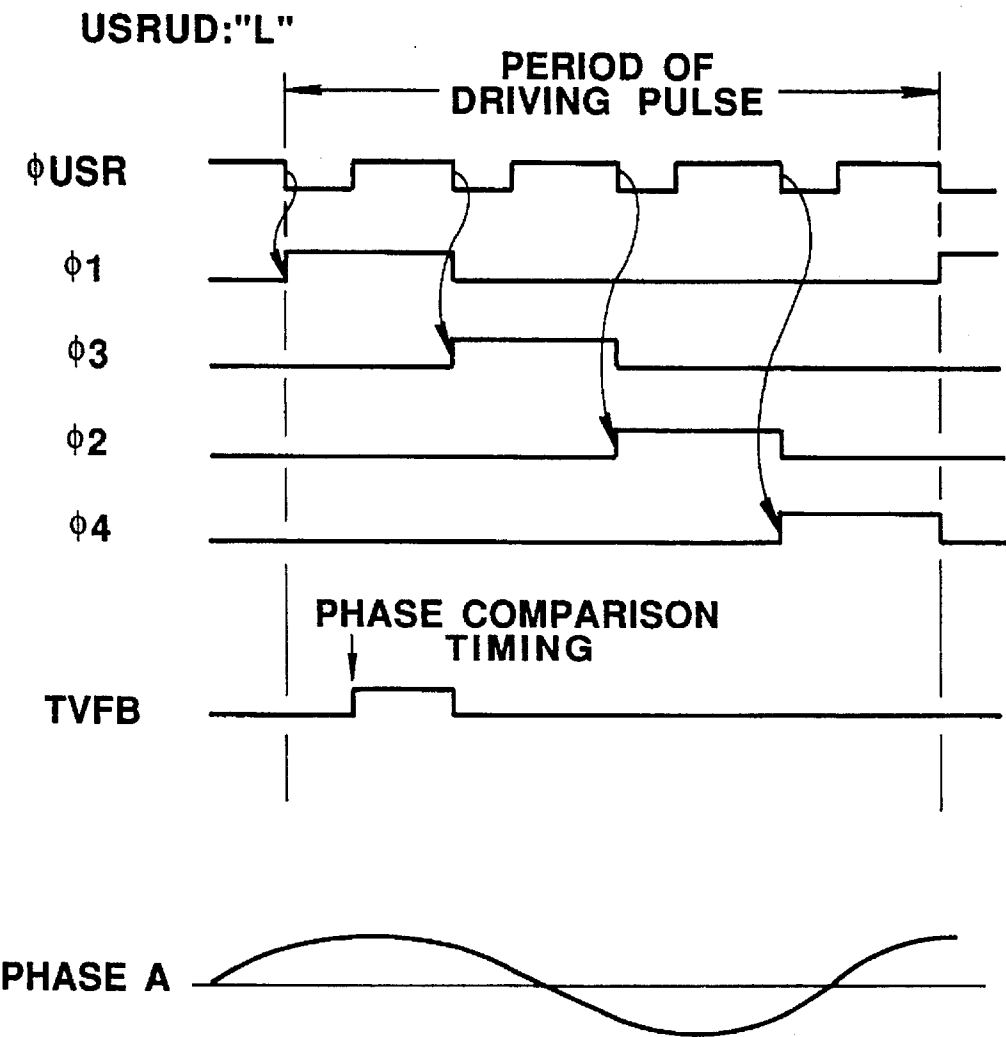 USRUD:"L"
PERIOD OF
DRIVING PULSE
ϕUSR
ϕ1
ϕ3
ϕ2
ϕ4
PHASE COMPARISON
TIMING
TVFB
PHASE A